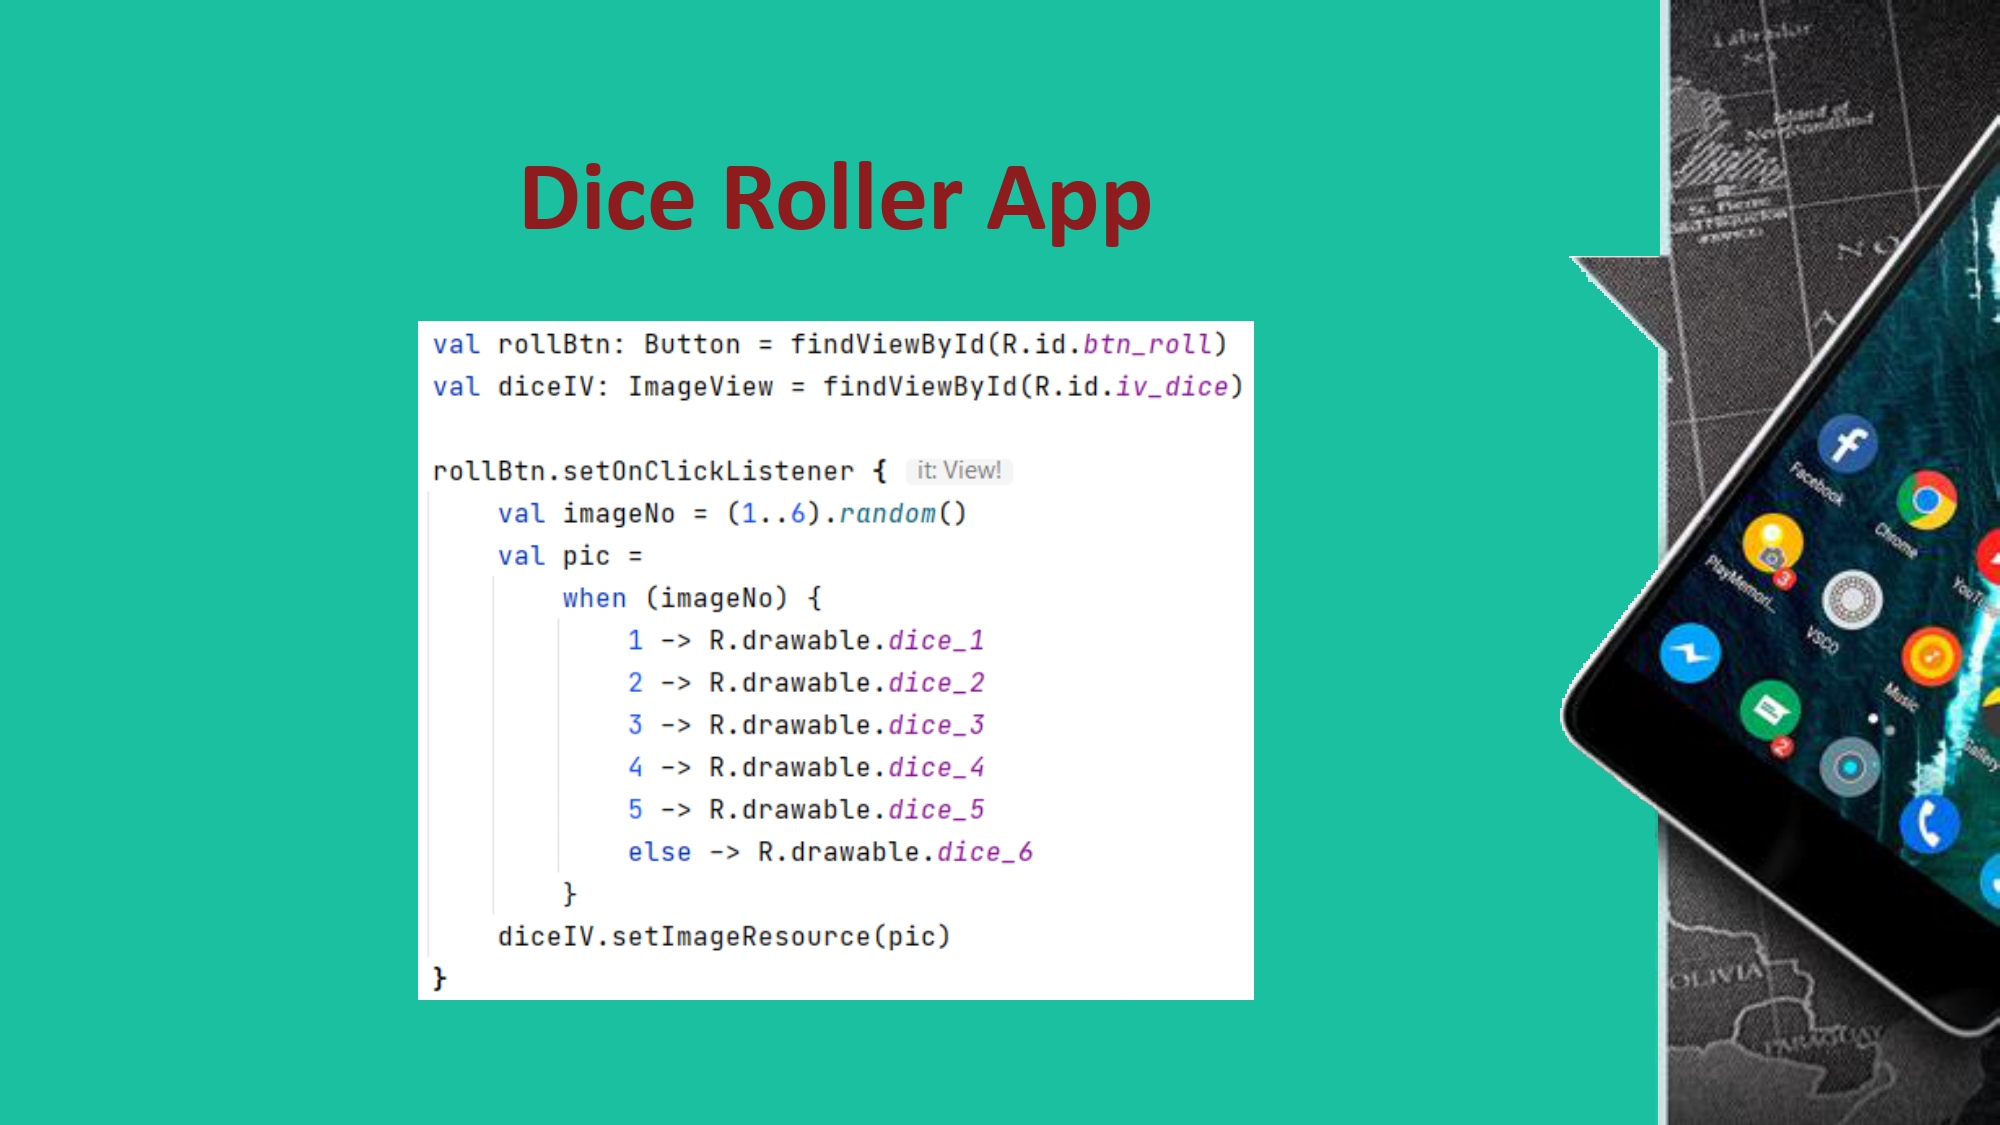 Dice Roller App
val rollBtn: Button = findViewById(R.id.btn_roll)
val diceIV: ImageView = findViewById(R.id.iv_dice)
rollBtn.setOnClickListener { it: View!
val imageNo = (1..6).random()
val pic =
when (imageNo) {
1 -> R.drawable.dice_1
2 -> R.drawable.dice_2
3 -> R.drawable.dice_3
4 -> R.drawable.dice_4
5 -> R.drawable.dice_5
else -> R.drawable.dice_6
}
diceIV.setImageResource(pic)
}
Labrador
Island of
Newfoundland
St. Pierre
(FRANCE)
Facebook
Chrome
PlayMemori...
3
VSCO
Music
2
Gallery
OLIVIA
PARAGUAY